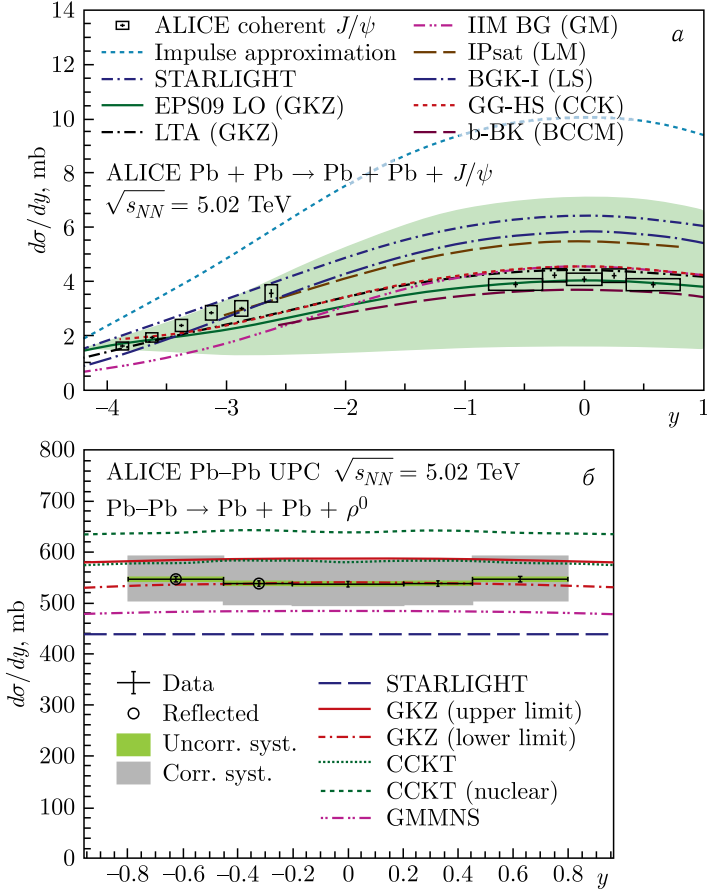 14
12
10
8
6
4
2
0
dσ/dy, mb
ALICE coherent J/ψ
Impulse approximation
STARLIGHT
EPS09 LO (GKZ)
LTA (GKZ)
IIM BG (GM)
IPsat (LM)
BGK-I (LS)
GG-HS (CCK)
b-BK (BCCM)
а
ALICE Pb + Pb → Pb + Pb + J/ψ
√sNN = 5.02 TeV
–4 –3 –2 –1 0 y 1
800
700
600
500
400
300
200
100
0
dσ/dy, mb
ALICE Pb–Pb UPC √sNN = 5.02 TeV
б
Pb–Pb → Pb + Pb + ρ0
Data
Reflected
Uncorr. syst.
Corr. syst.
STARLIGHT
GKZ (upper limit)
GKZ (lower limit)
CCKT
CCKT (nuclear)
GMMNS
–0.8 –0.6 –0.4 –0.2 0 0.2 0.4 0.6 0.8 y